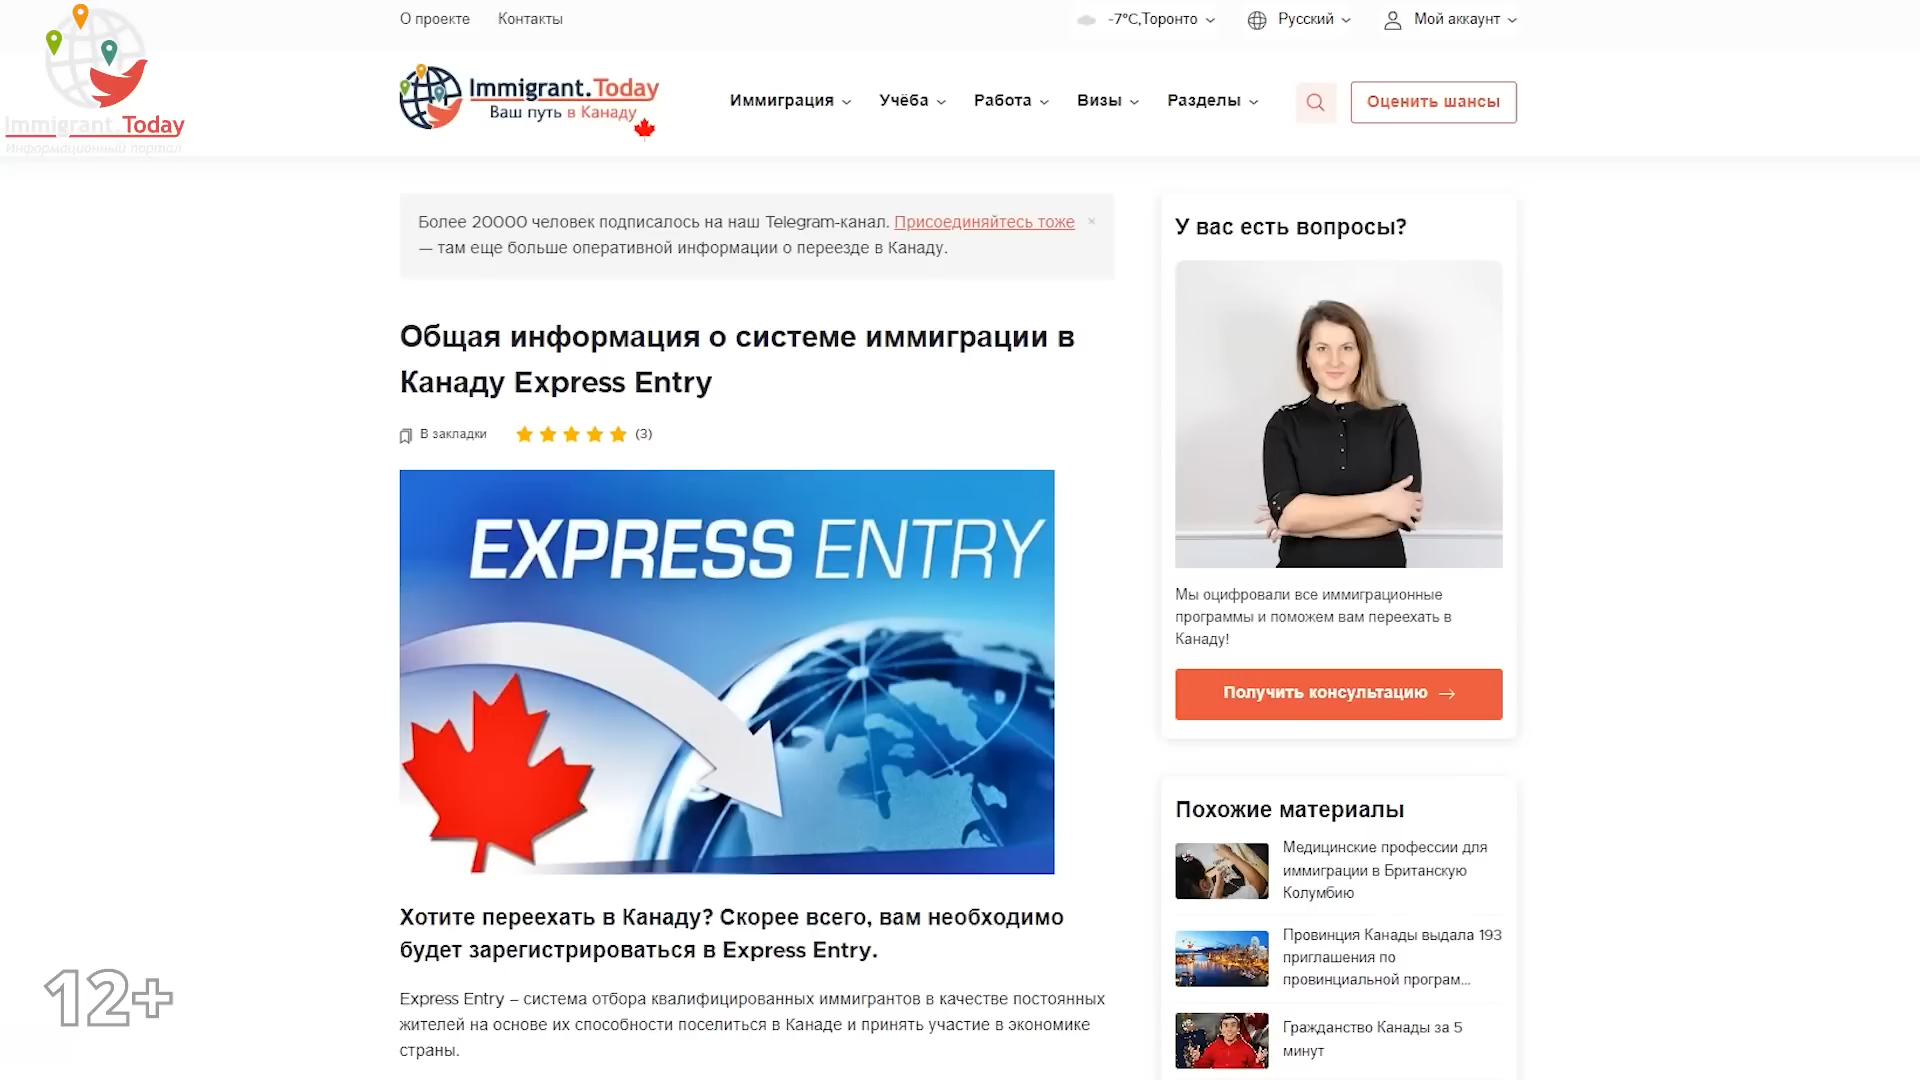 О проекте
Контакты
-7°C,Торонто
Русский
Мой аккаунт
Immigrant.Today
Информационный портал
Immigrant.Today
Ваш путь в Канаду
Иммиграция
Учёба
Работа
Визы
Разделы
Оценить шансы
Более 20000 человек подписалось на наш Telegram-канал. Присоединяйтесь тоже ×
— там еще больше оперативной информации о переезде в Канаду.
Общая информация о системе иммиграции в
Канаду Express Entry
В закладки
(3)
EXPRESS ENTRY
Хотите переехать в Канаду? Скорее всего, вам необходимо
будет зарегистрироваться в Express Entry.
Express Entry – система отбора квалифицированных иммигрантов в качестве постоянных
жителей на основе их способности поселиться в Канаде и принять участие в экономике
страны.
У вас есть вопросы?
Мы оцифровали все иммиграционные
программы и поможем вам переехать в
Канаду!
Получить консультацию →
Похожие материалы
Медицинские профессии для
иммиграции в Британскую
Колумбию
Провинция Канады выдала 193
приглашения по
провинциальной програм...
Гражданство Канады за 5
минут
12+